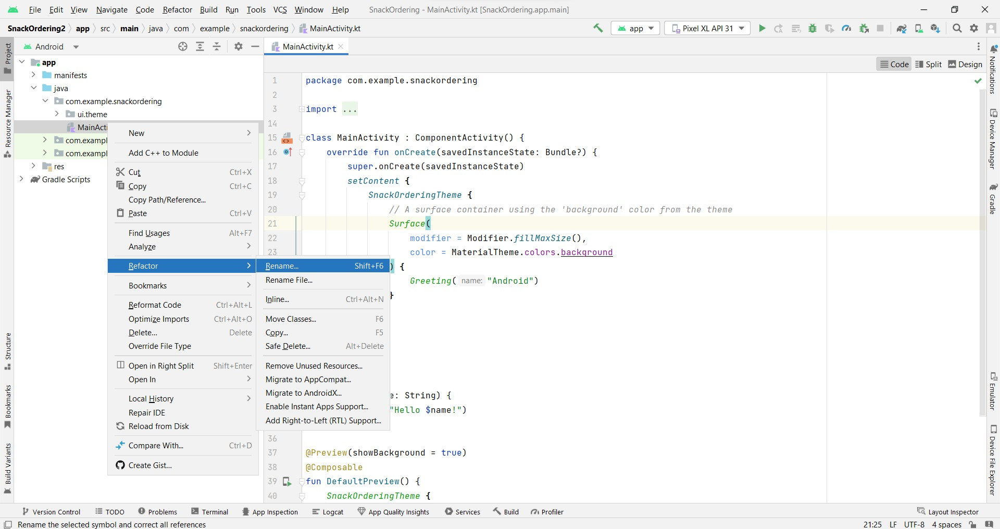 File Edit View Navigate Code Refactor Build Run Tools VCS Window Help SnackOrdering - MainActivity.kt [SnackOrdering.app.main]
SnackOrdering2 app src main java com example snackordering MainActivity.kt app Pixel XL API 31
Project
Resource Manager
Structure
Bookmarks
Build Variants
Android
app
manifests
java
com.example.snackordering
ui.theme
MainActi
com.exampl
com.exampl
res
Gradle Scripts
New
Add C++ to Module
Cut Ctrl+X
Copy Ctrl+C
Copy Path/Reference...
Paste Ctrl+V
Find Usages Alt+F7
Analyze
Refactor
Bookmarks
Reformat Code Ctrl+Alt+L
Optimize Imports Ctrl+Alt+O
Delete... Delete
Override File Type
Open in Right Split Shift+Enter
Open In
Local History
Repair IDE
Reload from Disk
Compare With... Ctrl+D
Create Gist...
Rename... Shift+F6
Rename File...
Inline... Ctrl+Alt+N
Move Classes... F6
Copy... F5
Safe Delete... Alt+Delete
Remove Unused Resources...
Migrate to AppCompat...
Migrate to AndroidX...
Enable Instant Apps Support...
Add Right-to-Left (RTL) Support...
MainActivity.kt
Code Split Design
1 package com.example.snackordering
2
3 import ...
14
15 class MainActivity : ComponentActivity() {
16 override fun onCreate(savedInstanceState: Bundle?) {
17 super.onCreate(savedInstanceState)
18 setContent {
19 SnackOrderingTheme {
20 // A surface container using the 'background' color from the theme
21 Surface(
22 modifier = Modifier.fillMaxSize(),
23 color = MaterialTheme.colors.background
) {
Greeting( name: "Android")
}
e: String) {
"Hello $name!")
36
37 @Preview(showBackground = true)
38 @Composable
39 fun DefaultPreview() {
40 SnackOrderingTheme {
Notifications
Device Manager
Gradle
Emulator
Device File Explorer
Version Control TODO Problems Terminal App Inspection Logcat App Quality Insights Services Build Profiler Layout Inspector
Rename the selected symbol and correct all references 21:25 LF UTF-8 4 spaces